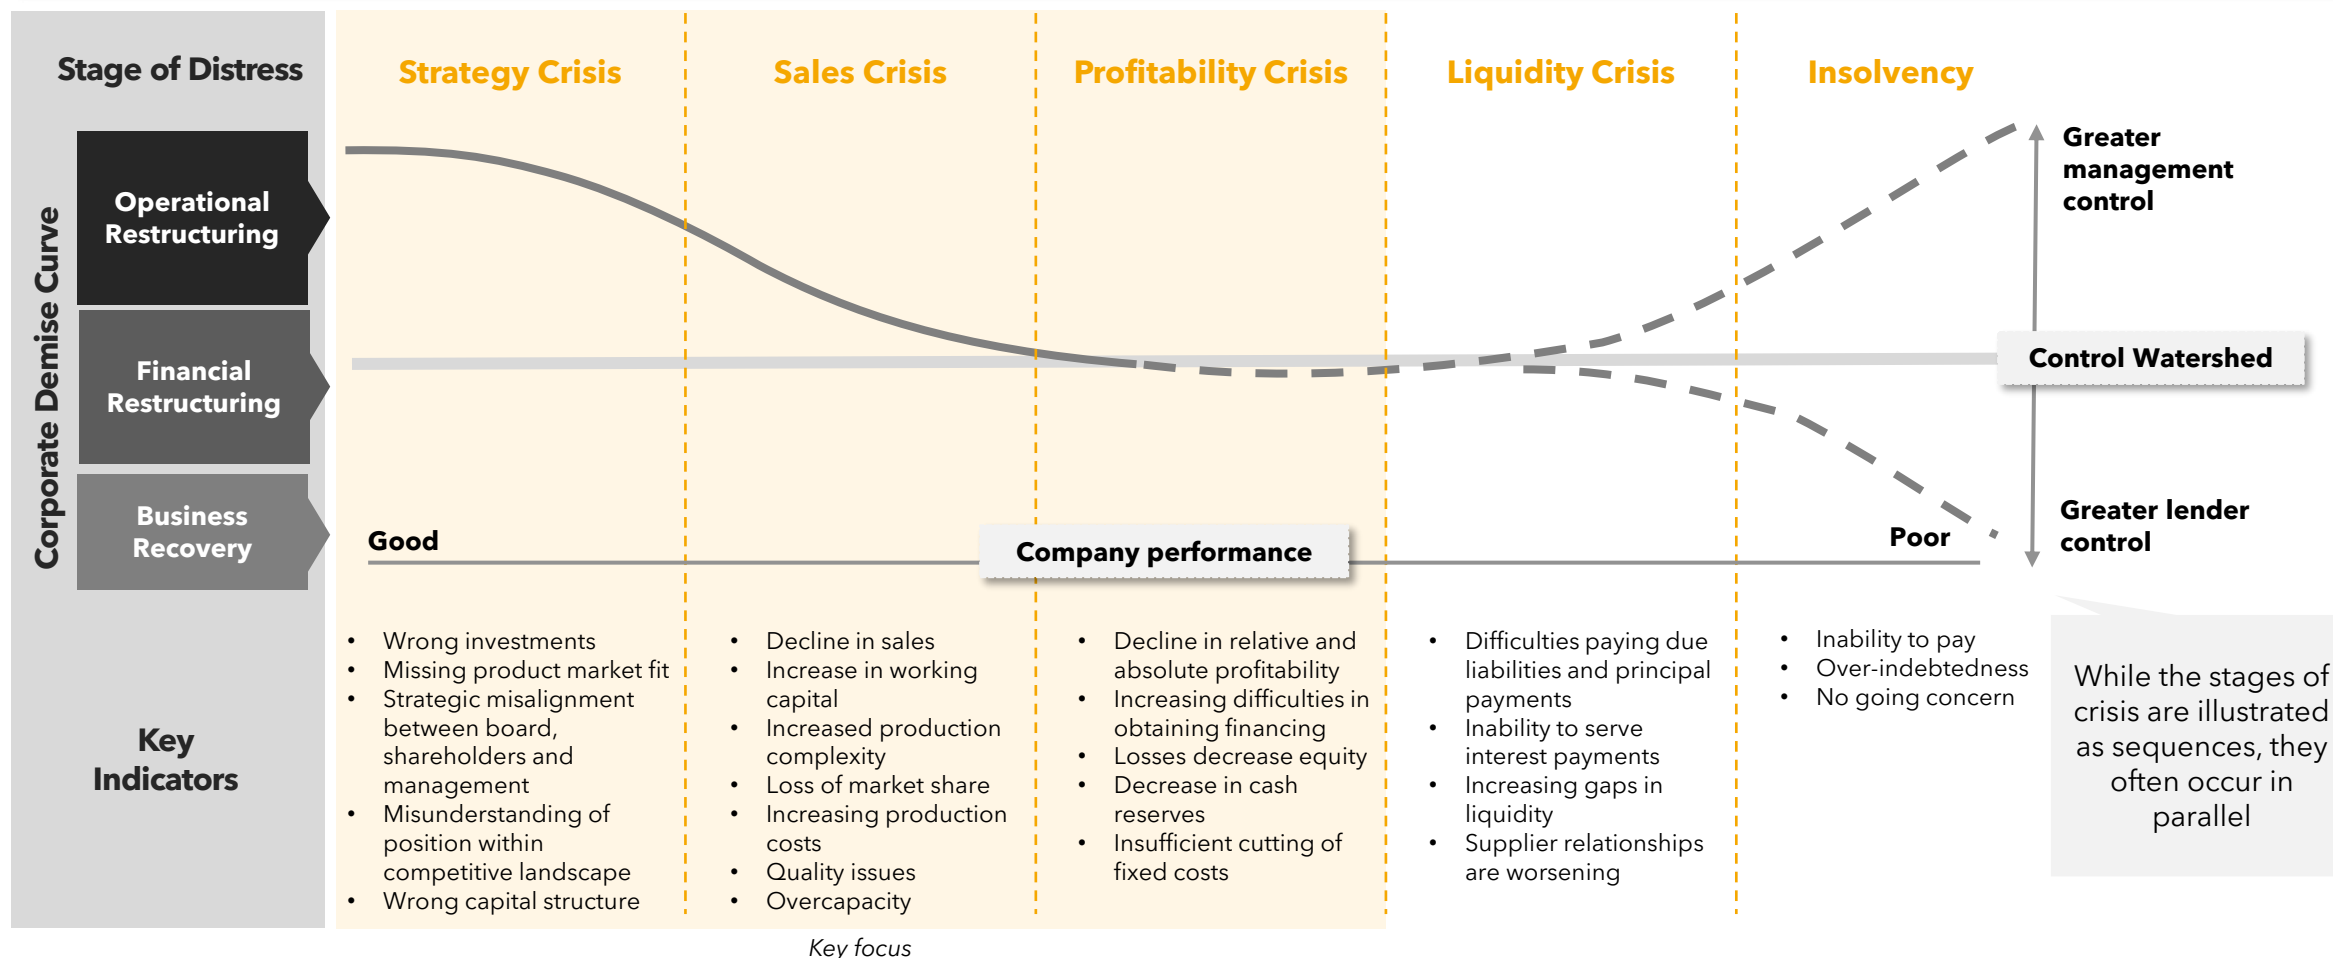 Stage of Distress
Strategy Crisis
Sales Crisis
Profitability Crisis
Liquidity Crisis
Insolvency
Corporate Demise Curve
Operational
Restructuring
Financial
Restructuring
Business
Recovery
Greater
management
control
Control Watershed
Greater lender
control
Good
Company performance
Poor
Key
Indicators
• Wrong investments
• Missing product market fit
• Strategic misalignment
between board,
shareholders and
management
• Misunderstanding of
position within
competitive landscape
• Wrong capital structure
• Decline in sales
• Increase in working
capital
• Increased production
complexity
• Loss of market share
• Increasing production
costs
• Quality issues
• Overcapacity
• Decline in relative and
absolute profitability
• Increasing difficulties in
obtaining financing
• Losses decrease equity
• Decrease in cash
reserves
• Insufficient cutting of
fixed costs
• Difficulties paying due
liabilities and principal
payments
• Inability to serve
interest payments
• Increasing gaps in
liquidity
• Supplier relationships
are worsening
• Inability to pay
• Over-indebtedness
• No going concern
While the stages of
crisis are illustrated
as sequences, they
often occur in
parallel
Key focus